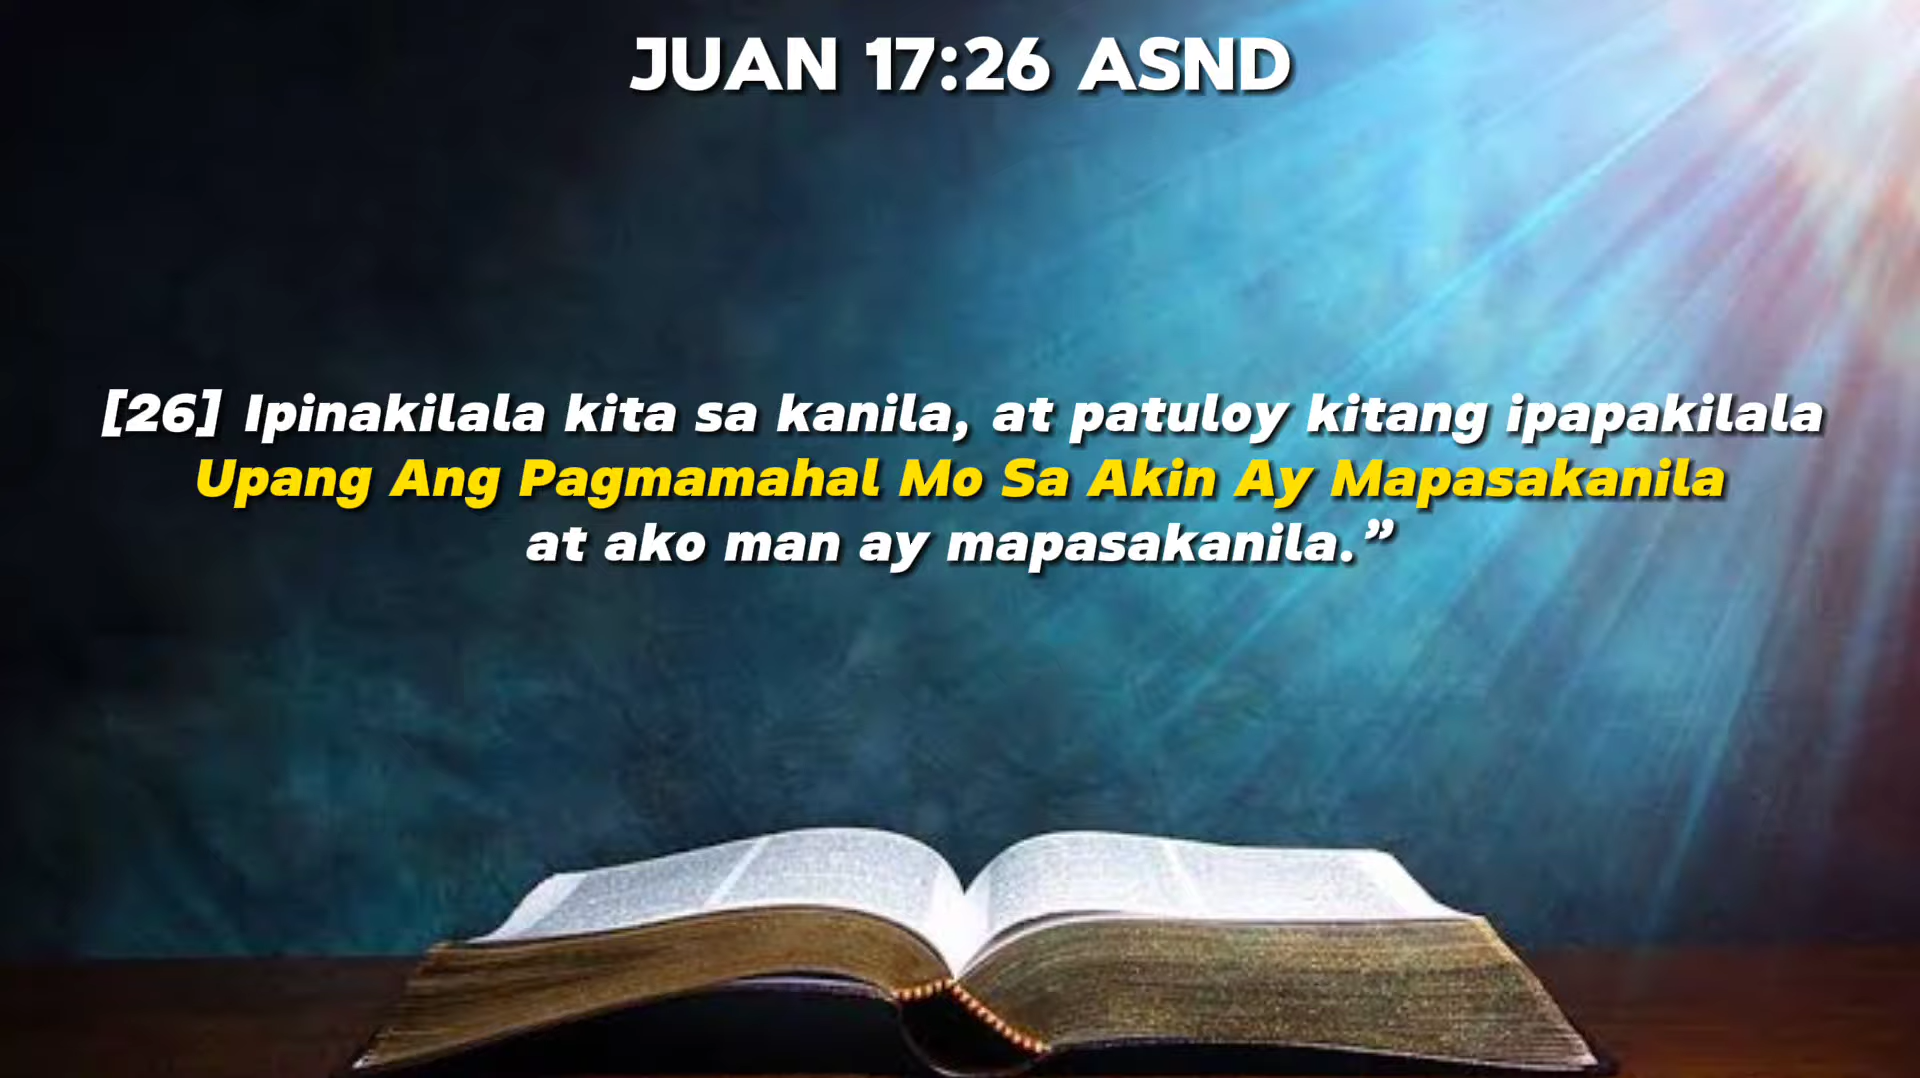 JUAN 17:26 ASND
[26] Ipinakilala kita sa kanila, at patuloy kitang ipapakilala
Upang Ang Pagmamahal Mo Sa Akin Ay Mapasakanila
at ako man ay mapasakanila.”